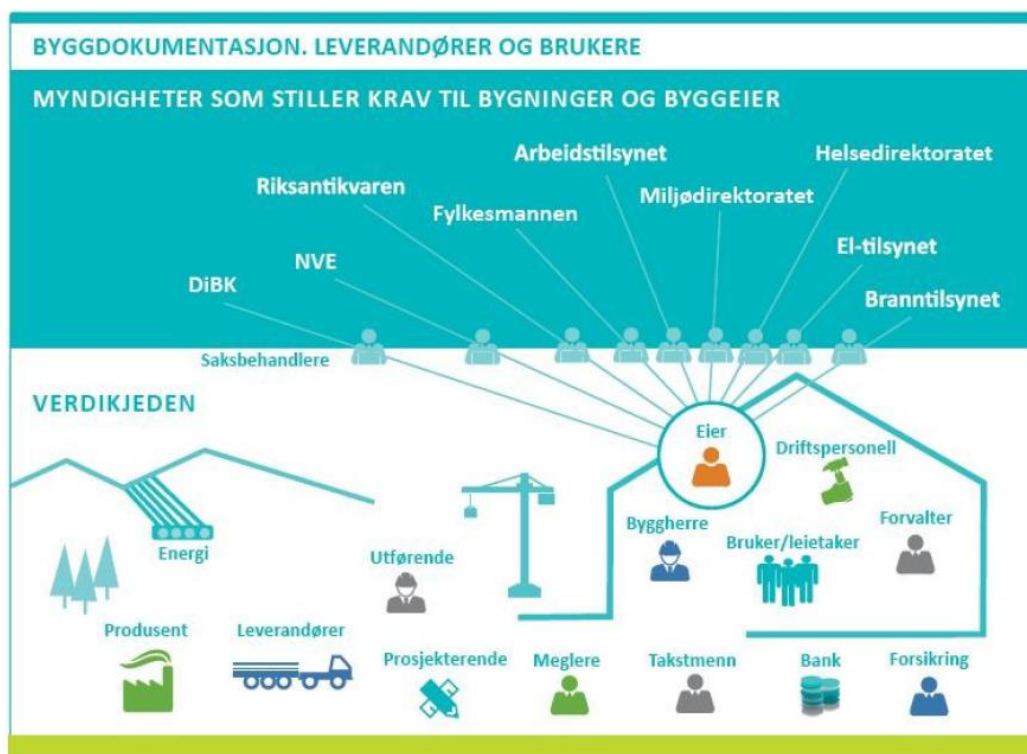 BYGGDOKUMENTASJON. LEVERANDØRER OG BRUKERE
MYNDIGHETER SOM STILLER KRAV TIL BYGNINGER OG BYGGEIER
Arbeidstilsynet
Helsedirektoratet
Riksantikvaren
Miljødirektoratet
Fylkesmannen
El-tilsynet
NVE
DiBK
Branntilsynet
Saksbehandlere
VERDIKJEDEN
Eier
Driftspersonell
Byggherre
Forvalter
Bruker/leietaker
Energi
Utførende
Produsent
Leverandører
Prosjekterende
Meglere
Takstmenn
Bank
Forsikring